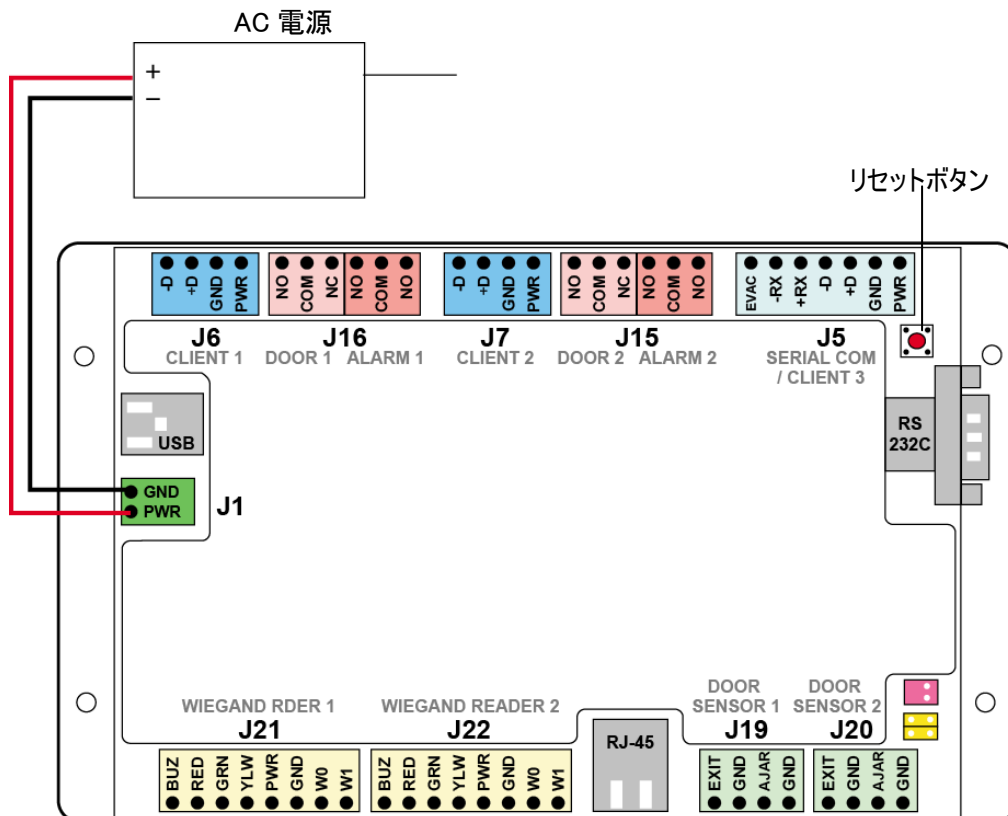 AC 電源
+
−
リセットボタン
-D +D GND PWR
NO COM NC NO COM NO
-D +D GND PWR
NO COM NC NO COM NO
EVAC -RX +RX -D +D GND PWR
J6 J16 J7 J15 J5
CLIENT 1 DOOR 1 ALARM 1 CLIENT 2 DOOR 2 ALARM 2 SERIAL COM
/ CLIENT 3
USB
RS
232C
GND
PWR
J1
WIEGAND RDER 1
J21
WIEGAND READER 2
J22
RJ-45
DOOR
SENSOR 1
J19
DOOR
SENSOR 2
J20
BUZ RED GRN YLW PWR GND W0 W1
BUZ RED GRN YLW PWR GND W0 W1
EXIT GND AJAR GND
EXIT GND AJAR GND